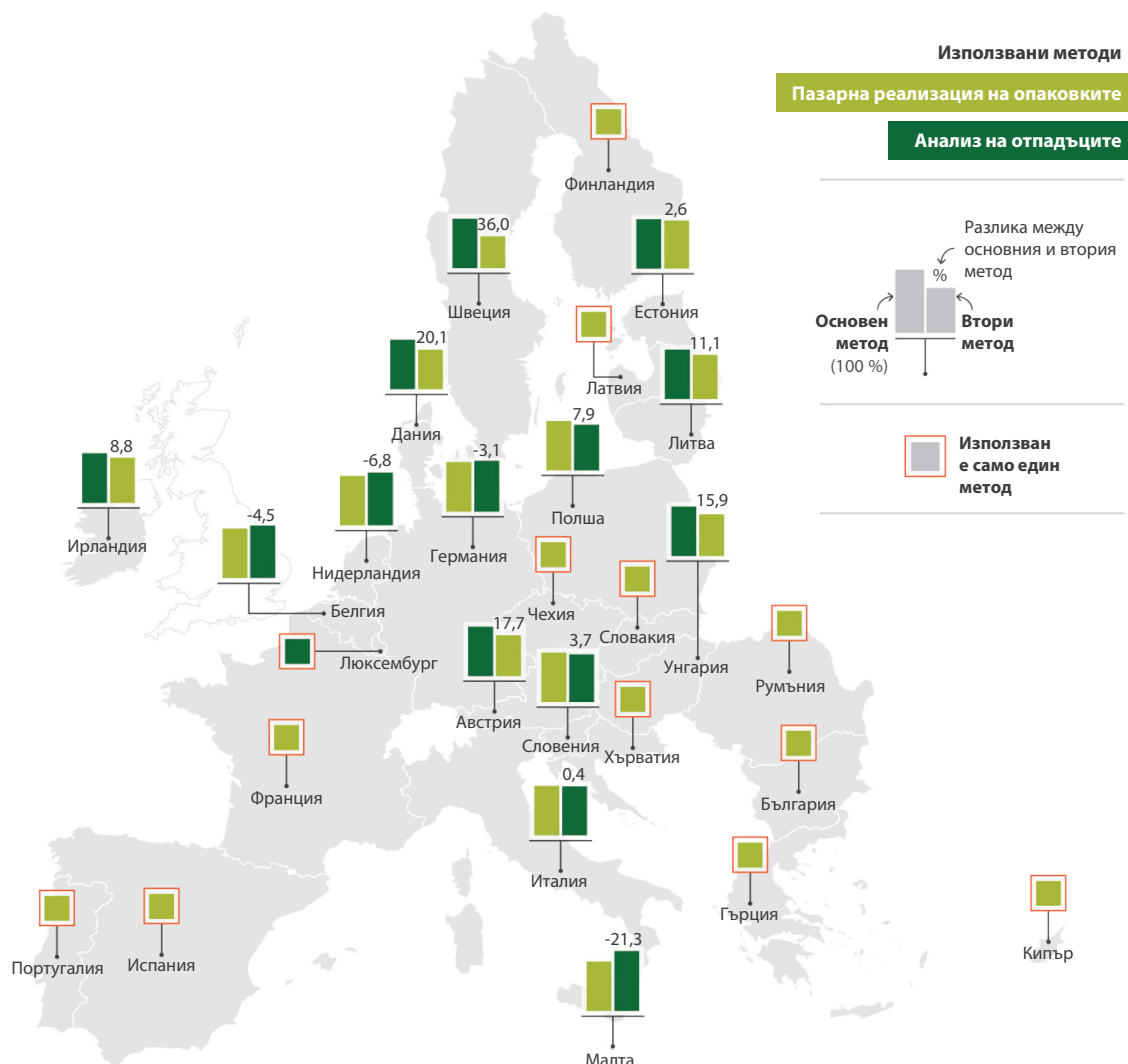 Използвани методи
Пазарна реализация на опаковките
Анализ на отпадъците
Разлика между
основния и втория
метод
%
Основен
метод
(100 %)
Втори
метод
Използван
е само един
метод
Финландия
36,0
Швеция
2,6
Естония
Латвия
20,1
Дания
11,1
Литва
7,9
Полша
8,8
Ирландия
-4,5
Белгия
-6,8
Нидерландия
-3,1
Германия
15,9
Унгария
Чехия
Словакия
Люксембург
17,7
Австрия
3,7
Словения
Хърватия
Румъния
България
Франция
0,4
Италия
Гърция
Кипър
Португалия
Испания
-21,3
Малта